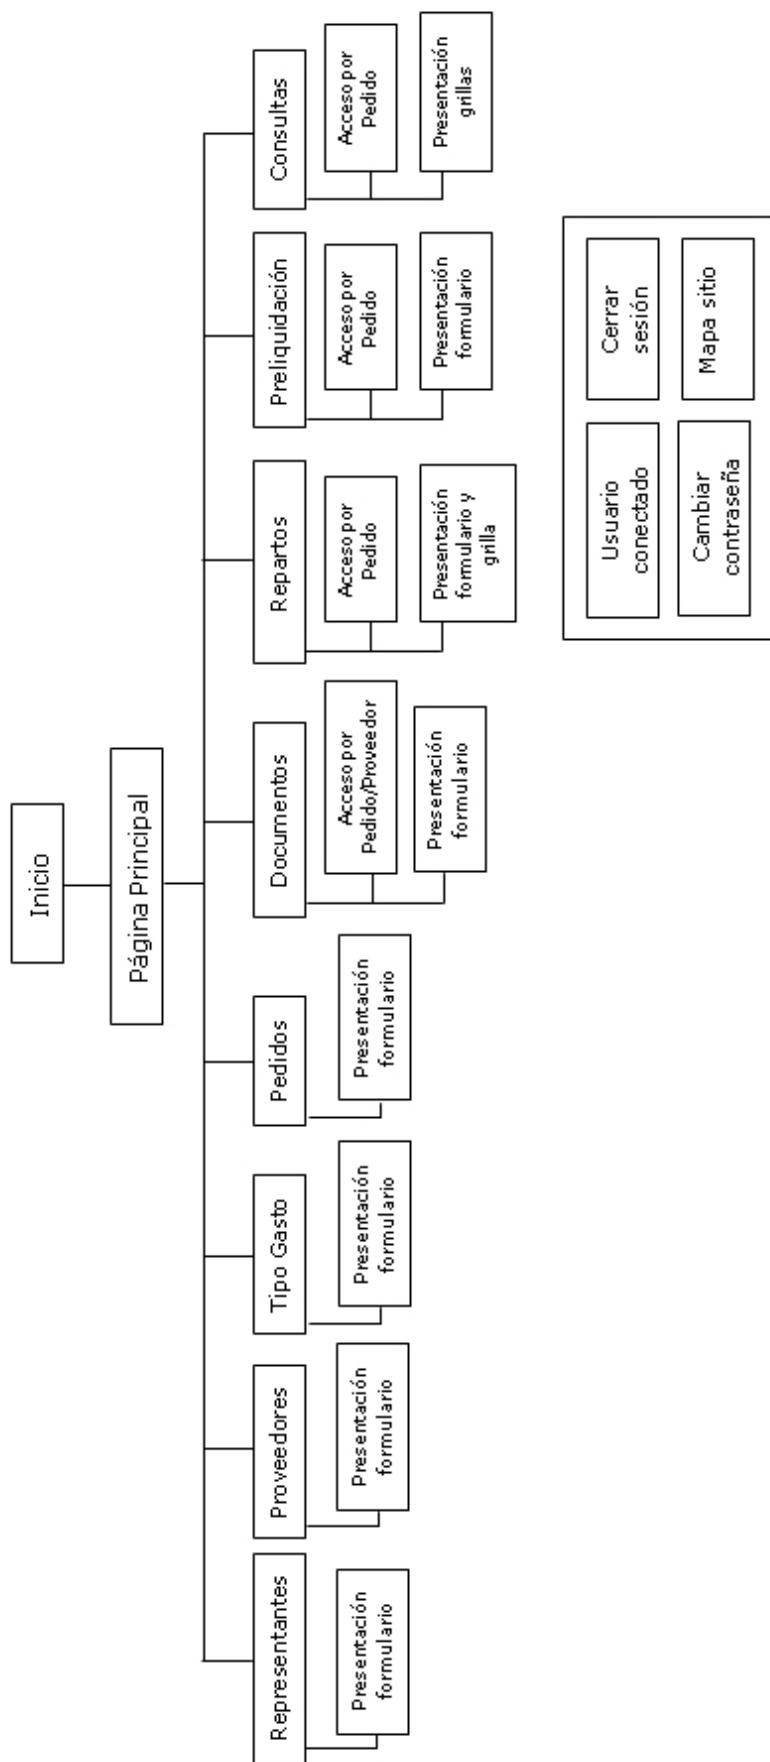 Inicio
Página Principal
Representantes
Presentación
formulario
Proveedores
Presentación
formulario
Tipo Gasto
Presentación
formulario
Pedidos
Presentación
formulario
Documentos
Acceso por
Pedido/Proveedor
Presentación
formulario
Repartos
Acceso por
Pedido
Presentación
formulario y
grilla
Preliquidación
Acceso por
Pedido
Presentación
formulario
Consultas
Acceso por
Pedido
Presentación
grillas
Usuario
conectado
Cerrar
sesión
Cambiar
contraseña
Mapa sitio